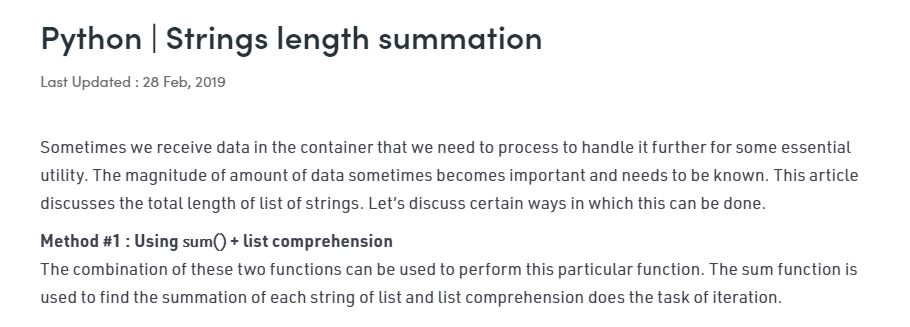 Python | Strings length summation
Last Updated : 28 Feb, 2019
Sometimes we receive data in the container that we need to process to handle it further for some essential
utility. The magnitude of amount of data sometimes becomes important and needs to be known. This article
discusses the total length of list of strings. Let's discuss certain ways in which this can be done.
Method #1 : Using sum() + list comprehension
The combination of these two functions can be used to perform this particular function. The sum function is
used to find the summation of each string of list and list comprehension does the task of iteration.